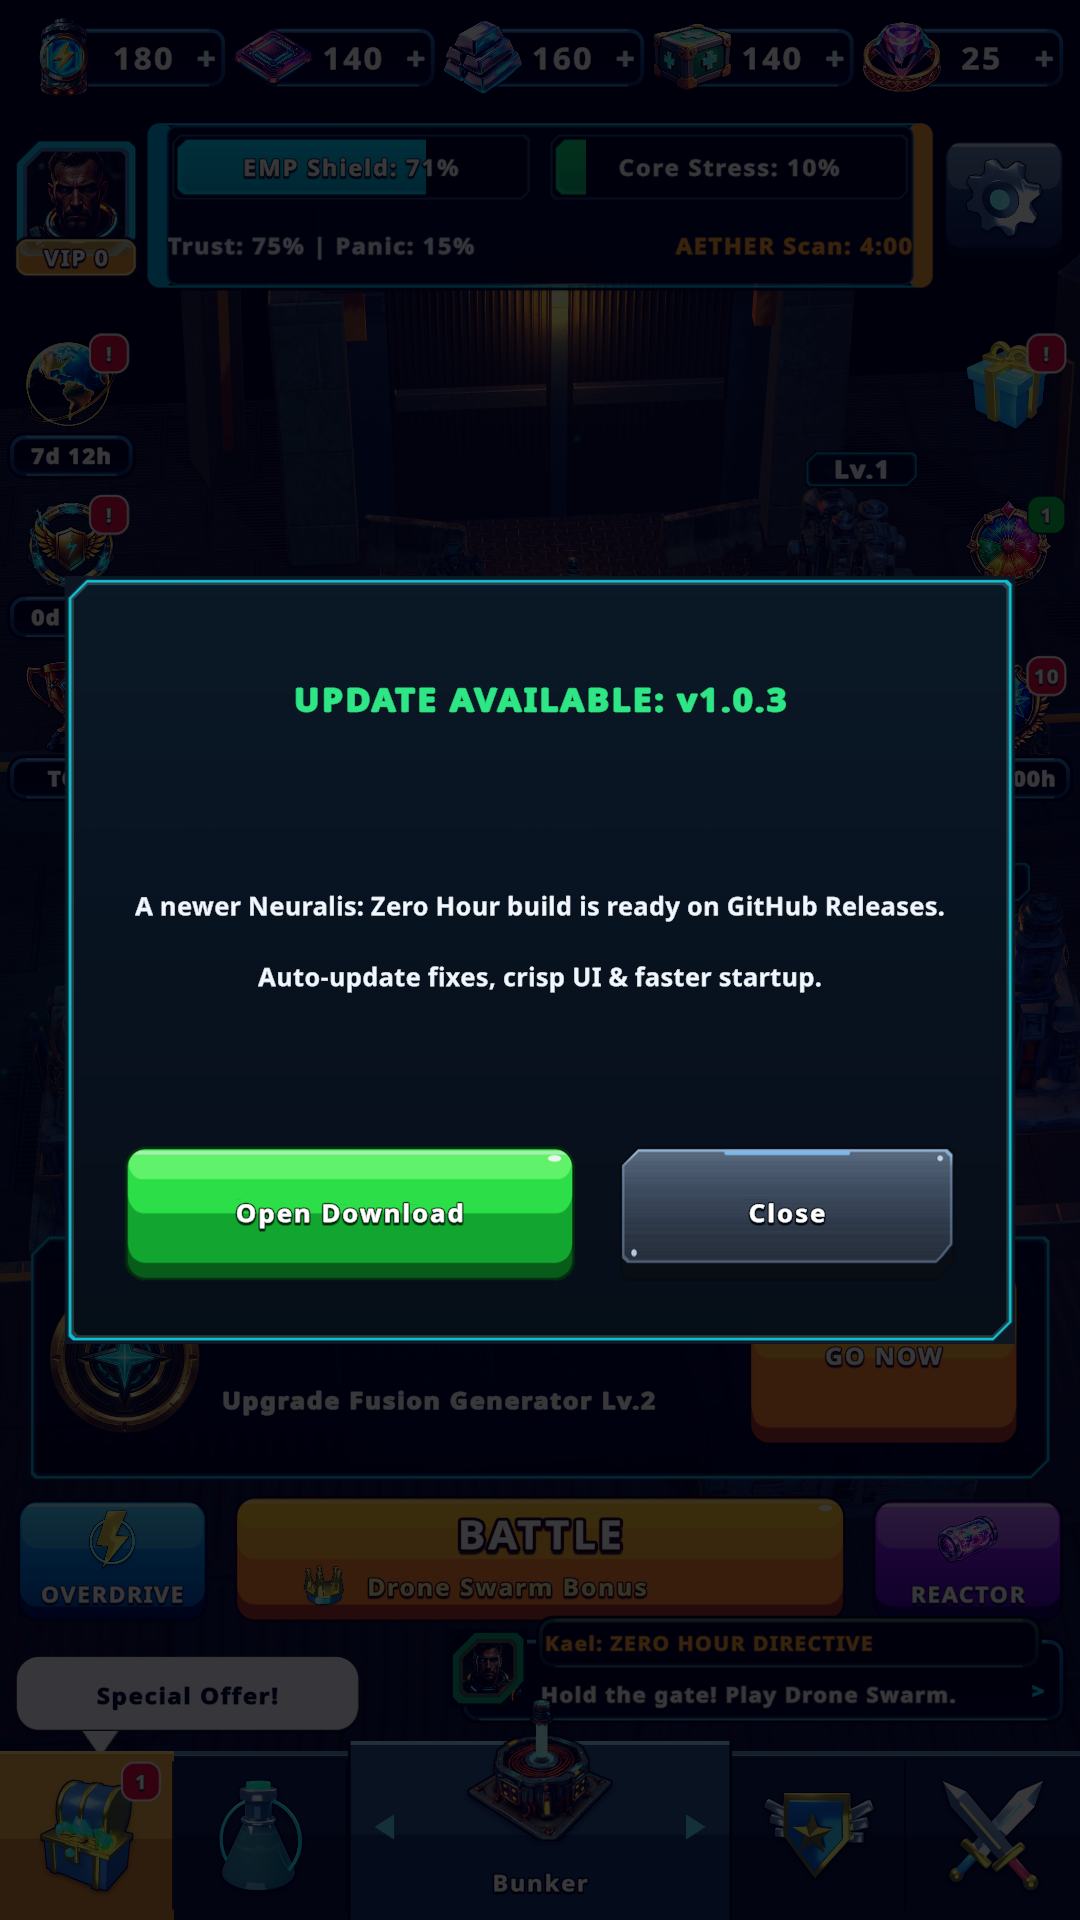 180 + 140 + 160 + 140 + 25 +
EMP Shield: 71%
Core Stress: 10%
VIP 0
Trust: 75% | Panic: 15%
AETHER Scan: 4:00
!
!
7d 12h
Lv.1
!
1
0d
10
00h
UPDATE AVAILABLE: v1.0.3
A newer Neuralis: Zero Hour build is ready on GitHub Releases.
Auto-update fixes, crisp UI & faster startup.
Open Download
Close
GO NOW
Upgrade Fusion Generator Lv.2
BATTLE
Drone Swarm Bonus
OVERDRIVE
REACTOR
Kael: ZERO HOUR DIRECTIVE
Hold the gate! Play Drone Swarm. >
Special Offer!
1
Bunker